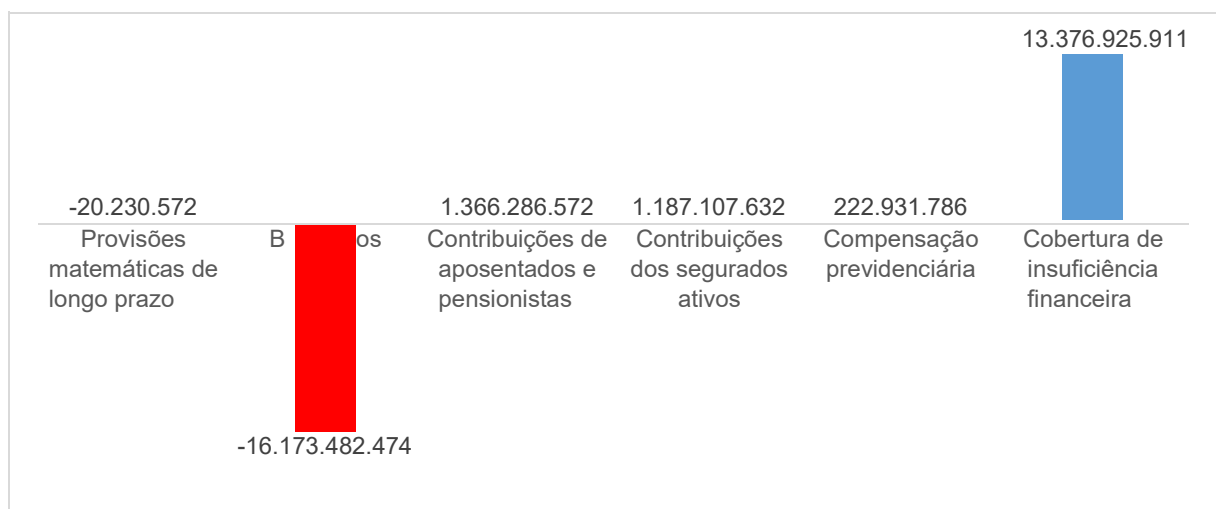 13.376.925.911
-20.230.572
1.366.286.572
1.187.107.632
222.931.786
Provisões
matemáticas de
longo prazo
B os
Contribuições de
aposentados e
pensionistas
Contribuições
dos segurados
ativos
Compensação
previdenciária
Cobertura de
insuficiência
financeira
-16.173.482.474